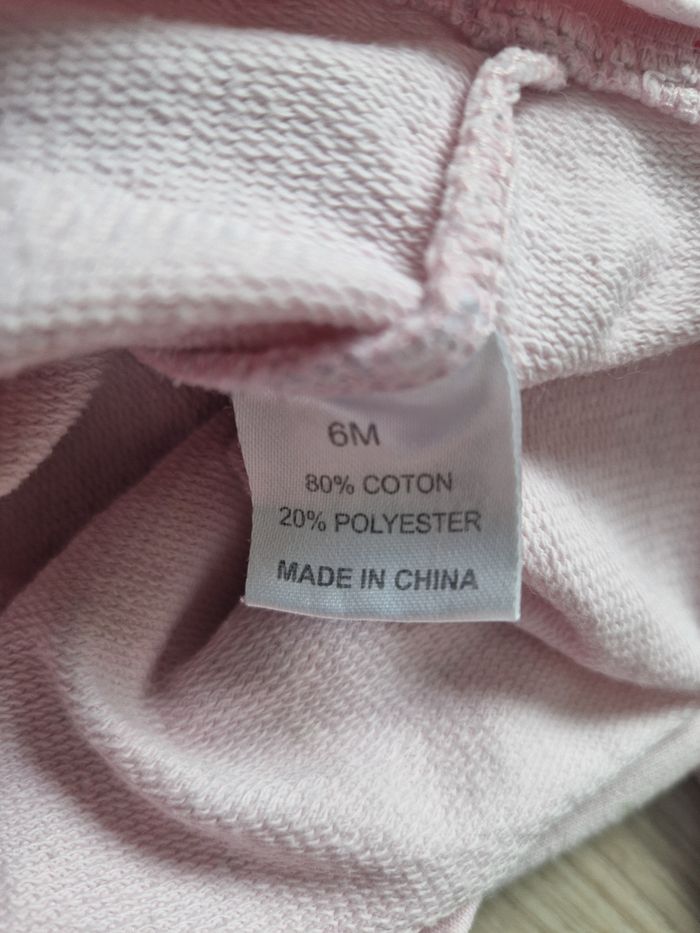 6M
80% COTON
20% POLYESTER
MADE IN CHINA